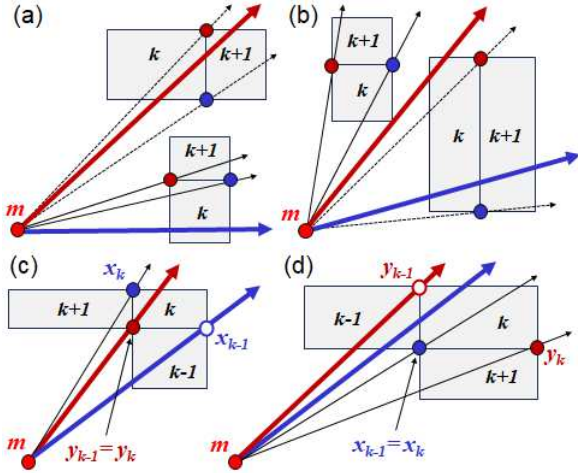 (a)
k
k+1
k+1
k
m
(b)
k+1
k
k
k+1
m
(c)
x_k
k+1
k
x_{k-1}
k-1
m
y_{k-1}=y_k
(d)
y_{k-1}
k-1
k
y_k
k+1
m
x_{k-1}=x_k